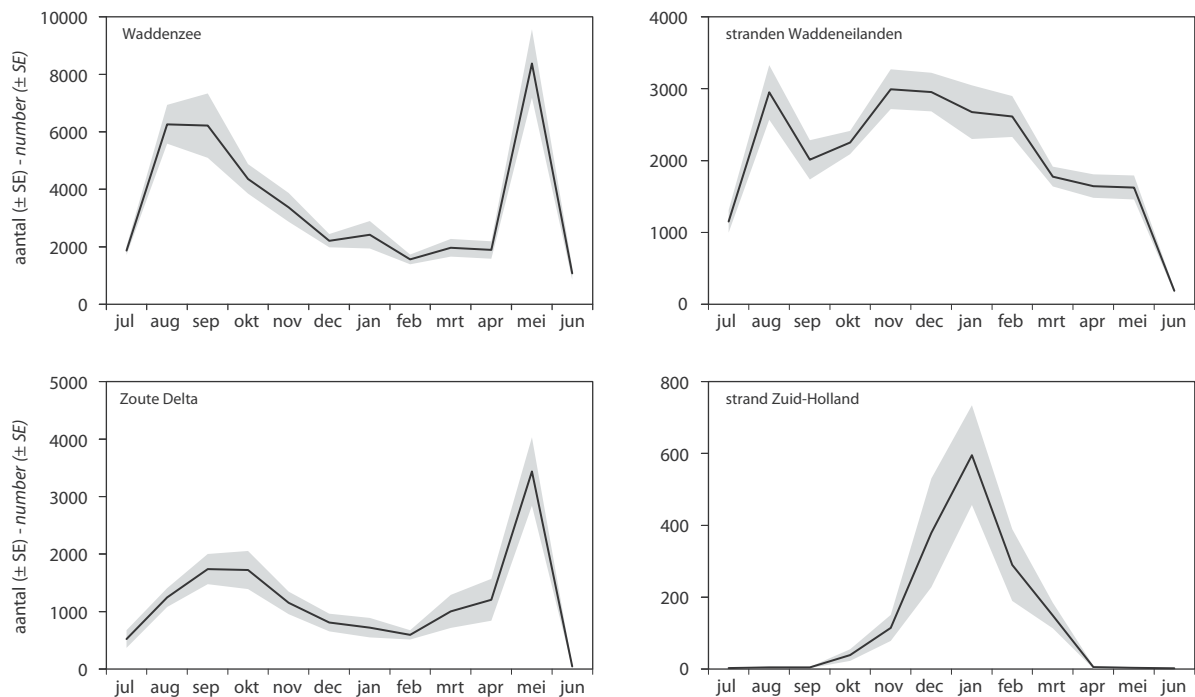 Waddenzee
aantal (± SE) - number (± SE)
10000
8000
6000
4000
2000
0
jul aug sep okt nov dec jan feb mrt apr mei jun
stranden Waddeneilanden
4000
3000
2000
1000
0
jul aug sep okt nov dec jan feb mrt apr mei jun
Zoute Delta
aantal (± SE) - number (± SE)
5000
4000
3000
2000
1000
0
jul aug sep okt nov dec jan feb mrt apr mei jun
strand Zuid-Holland
800
600
400
200
0
jul aug sep okt nov dec jan feb mrt apr mei jun